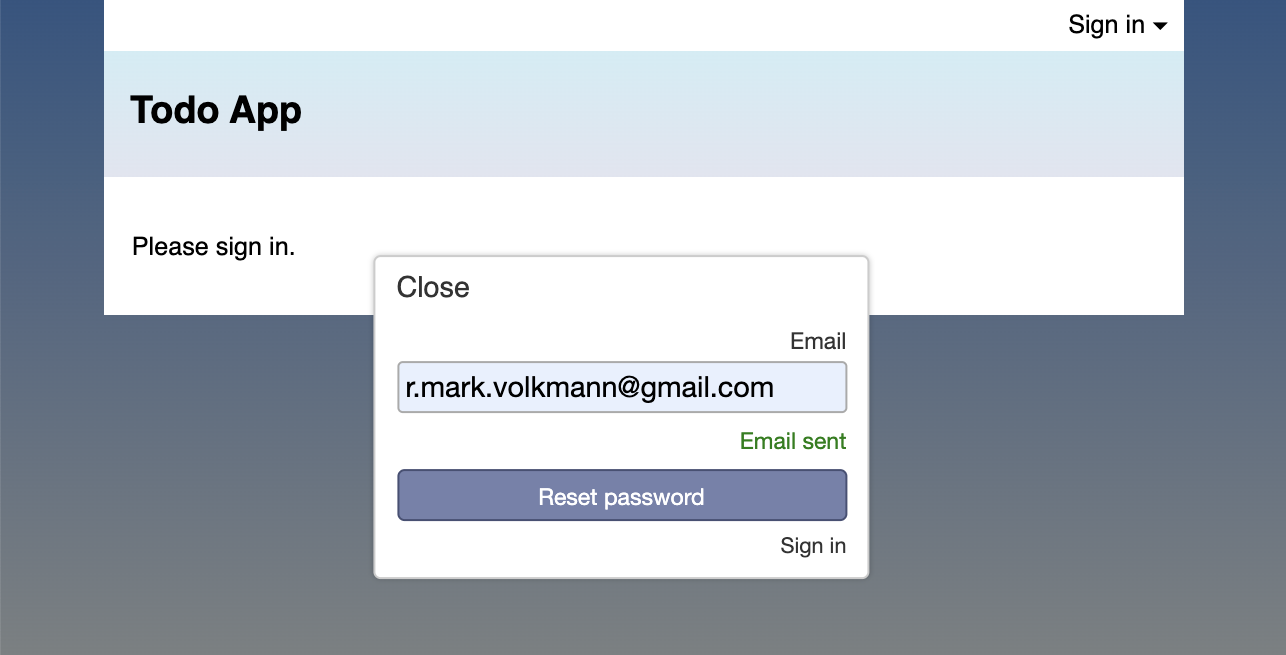 Sign in
Todo App
Please sign in.
Close
Email
r.mark.volkmann@gmail.com
Email sent
Reset password
Sign in